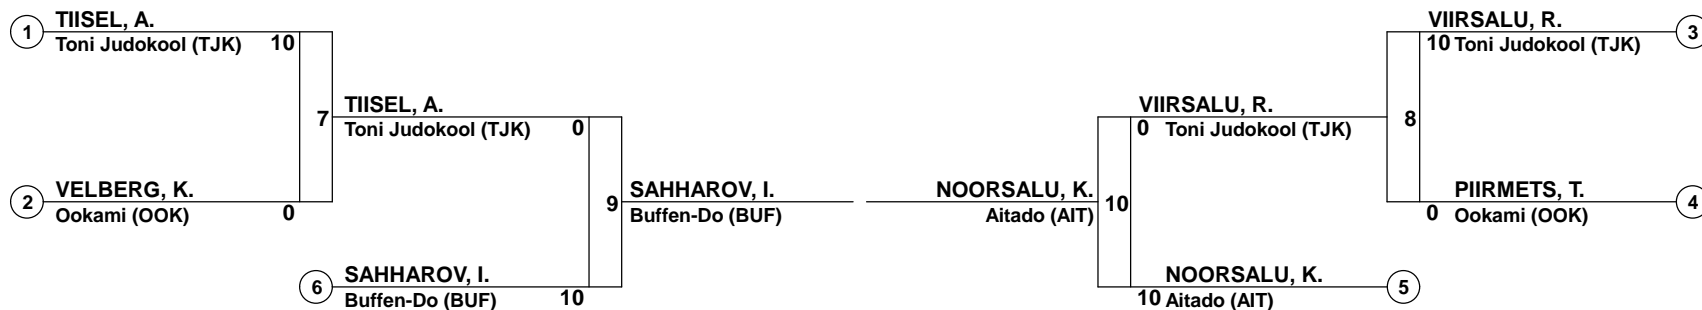 1 TIISEL, A.
Toni Judokool (TJK) 10
2 VELBERG, K.
Ookami (OOK) 0
7
TIISEL, A.
Toni Judokool (TJK) 0
6 SAHHAROV, I.
Buffen-Do (BUF) 10
9
SAHHAROV, I.
Buffen-Do (BUF)
NOORSALU, K.
Aitado (AIT)
10
VIIRSALU, R.
0 Toni Judokool (TJK)
NOORSALU, K. 5
10 Aitado (AIT)
8
VIIRSALU, R. 3
10 Toni Judokool (TJK)
PIIRMETS, T. 4
0 Ookami (OOK)